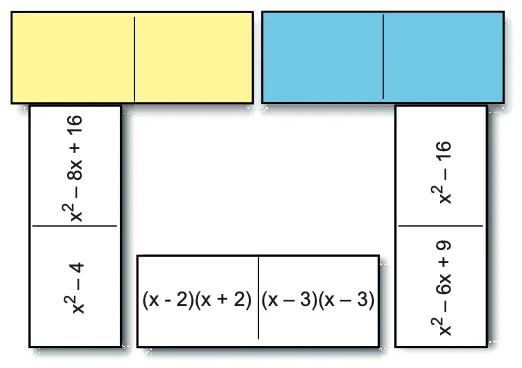 x² – 8x + 16
x² – 4
(x - 2)(x + 2)
(x – 3)(x – 3)
x² – 16
x² – 6x + 9